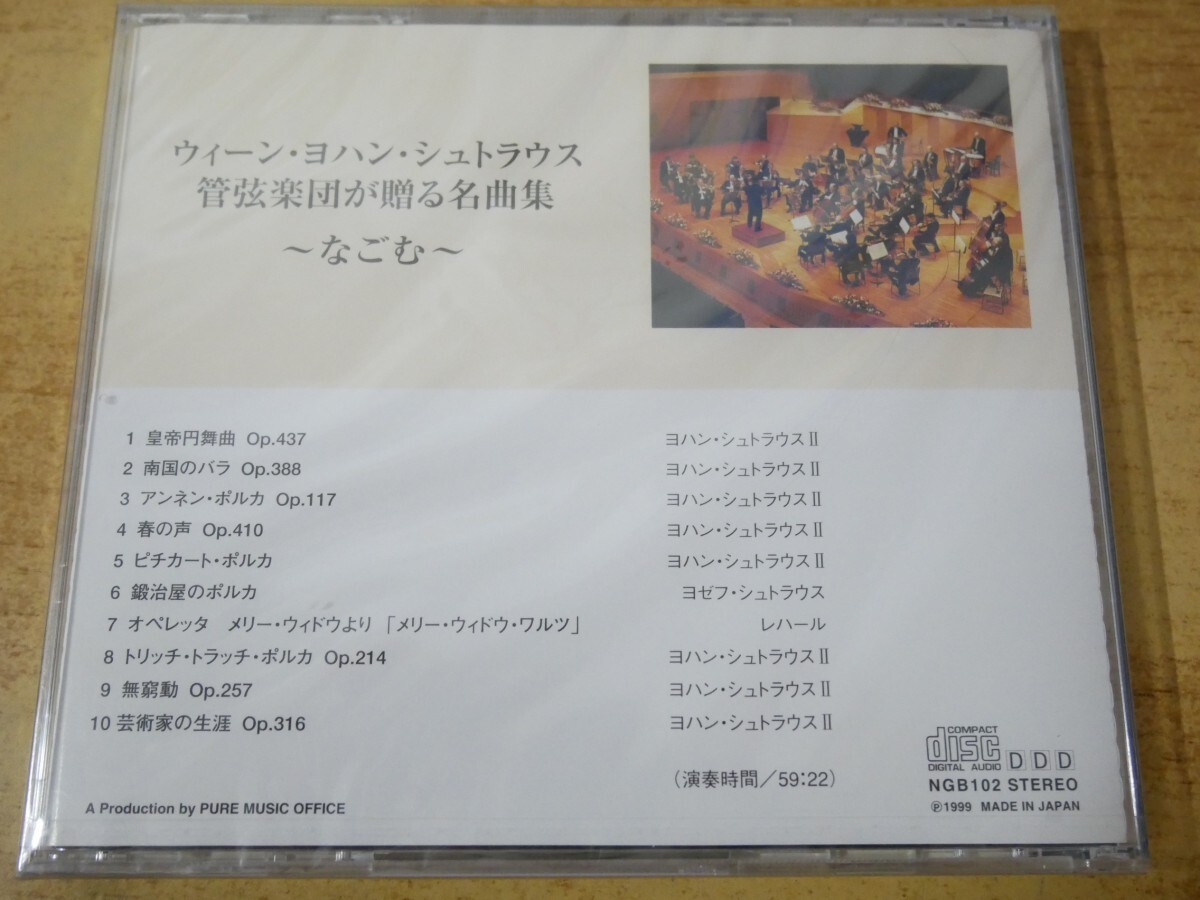 ウィーン・ヨハン・シュトラウス
管弦楽団が贈る名曲集
～なごむ～
1 皇帝円舞曲 Op.437 ヨハン・シュトラウスⅡ
2 南国のバラ Op.388 ヨハン・シュトラウスⅡ
3 アンネン・ポルカ Op.117 ヨハン・シュトラウスⅡ
4 春の声 Op.410 ヨハン・シュトラウスⅡ
5 ピチカート・ポルカ ヨハン・シュトラウスⅡ
6 鍛治屋のポルカ ヨゼフ・シュトラウス
7 オペレッタ メリー・ウィドウより「メリー・ウィドウ・ワルツ」 レハール
8 トリッチ・トラッチ・ポルカ Op.214 ヨハン・シュトラウスⅡ
9 無窮動 Op.257 ヨハン・シュトラウスⅡ
10 芸術家の生涯 Op.316 ヨハン・シュトラウスⅡ
（演奏時間／59：22）
A Production by PURE MUSIC OFFICE
COMPACT
disc
DIGITAL AUDIO
D D D
NGB102 STEREO
℗1999 MADE IN JAPAN